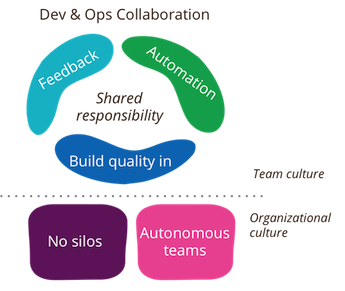 Dev & Ops Collaboration
Feedback
Automation
Shared
responsibility
Build quality in
Team culture
Organizational
culture
No silos
Autonomous
teams